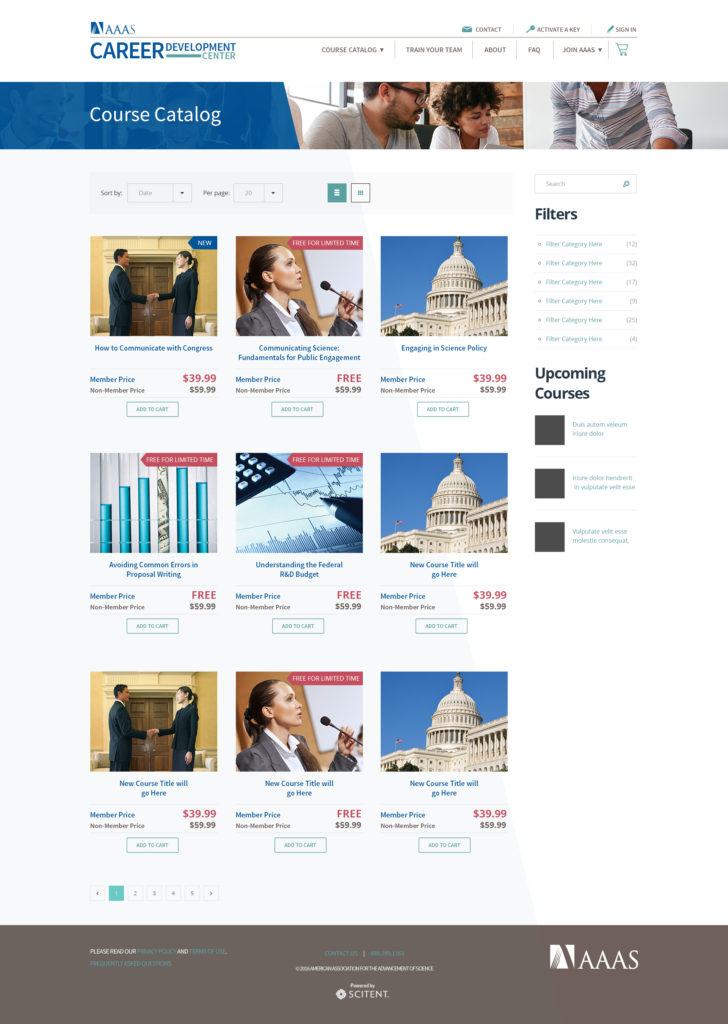 AAAS
CAREER DEVELOPMENT CENTER
CONTACT
ACTIVATE A KEY
SIGN IN
COURSE CATALOG ▼
TRAIN YOUR TEAM
ABOUT
FAQ
JOIN AAAS ▼
Course Catalog
Sort by:
Date
Per page:
20
Search
Filters
Filter Category Here (12)
Filter Category Here (32)
Filter Category Here (17)
Filter Category Here (9)
Filter Category Here (25)
Filter Category Here (4)
Upcoming
Courses
Duis autem veleum
iriure dolor
Iriure dolor hendrerit
in vulputate velit esse
Vulputate velit esse
molestie consequat,
NEW
How to Communicate with Congress
Member Price $39.99
Non-Member Price $59.99
ADD TO CART
FREE FOR LIMITED TIME
Communicating Science:
Fundamentals for Public Engagement
Member Price FREE
Non-Member Price $59.99
ADD TO CART
Engaging in Science Policy
Member Price $39.99
Non-Member Price $59.99
ADD TO CART
FREE FOR LIMITED TIME
Avoiding Common Errors in
Proposal Writing
Member Price FREE
Non-Member Price $59.99
ADD TO CART
FREE FOR LIMITED TIME
Understanding the Federal
R&D Budget
Member Price FREE
Non-Member Price $59.99
ADD TO CART
New Course Title will
go Here
Member Price $39.99
Non-Member Price $59.99
ADD TO CART
New Course Title will
go Here
Member Price $39.99
Non-Member Price $59.99
ADD TO CART
FREE FOR LIMITED TIME
New Course Title will
go Here
Member Price FREE
Non-Member Price $59.99
ADD TO CART
New Course Title will
go Here
Member Price $39.99
Non-Member Price $59.99
ADD TO CART
‹ 1 2 3 4 5 ›
PLEASE READ OUR PRIVACY POLICY AND TERMS OF USE.
FREQUENTLY ASKED QUESTIONS
CONTACT US |
© 2016 AMERICAN ASSOCIATION FOR THE ADVANCEMENT OF SCIENCE
Powered by
SCITENT.
AAAS